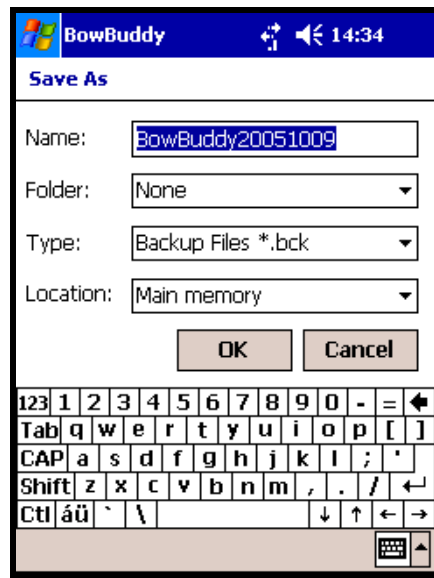 BowBuddy 14:34
Save As
Name: BowBuddy20051009
Folder: None
Type: Backup Files *.bck
Location: Main memory
OK Cancel
123 1 2 3 4 5 6 7 8 9 0 - =
Tab q w e r t y u i o p [ ]
CAP a s d f g h j k l ; '
Shift z x c v b n m , . /
Ctl áü ` \